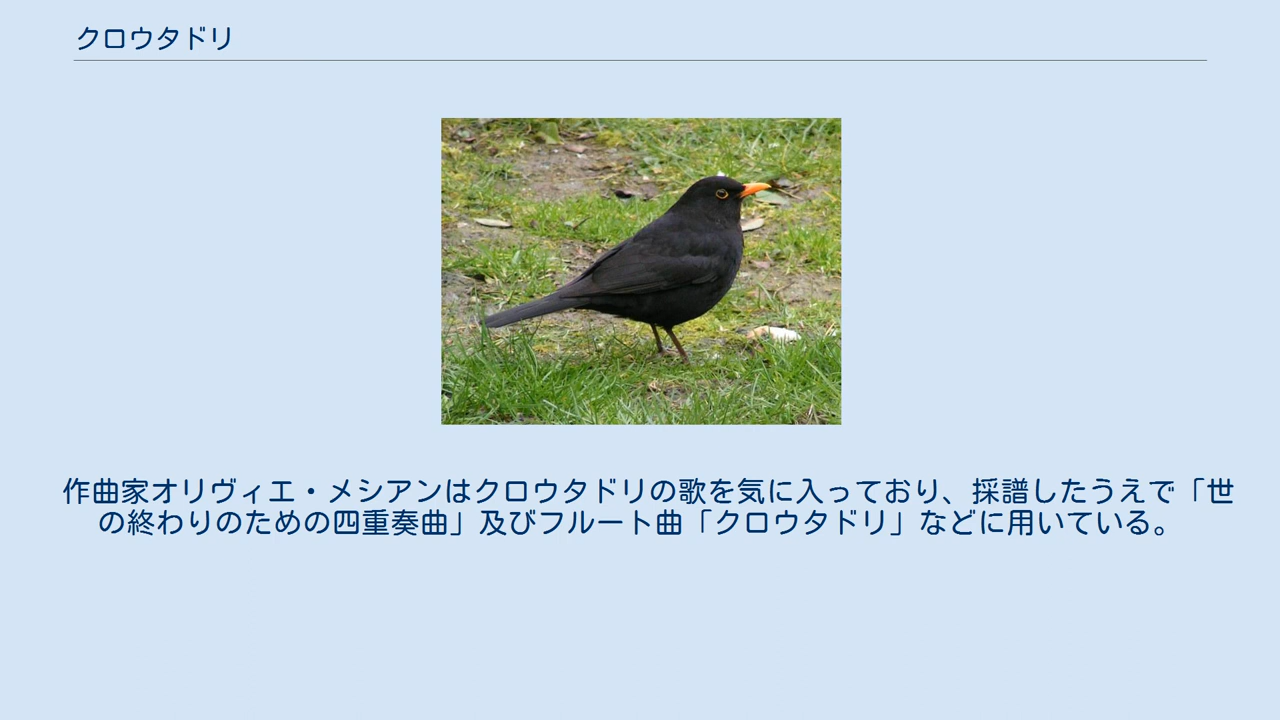 クロウタドリ
作曲家オリヴィエ・メシアンはクロウタドリの歌を気に入っており、採譜したうえで「世
の終わりのための四重奏曲」及びフルート曲「クロウタドリ」などに用いている。